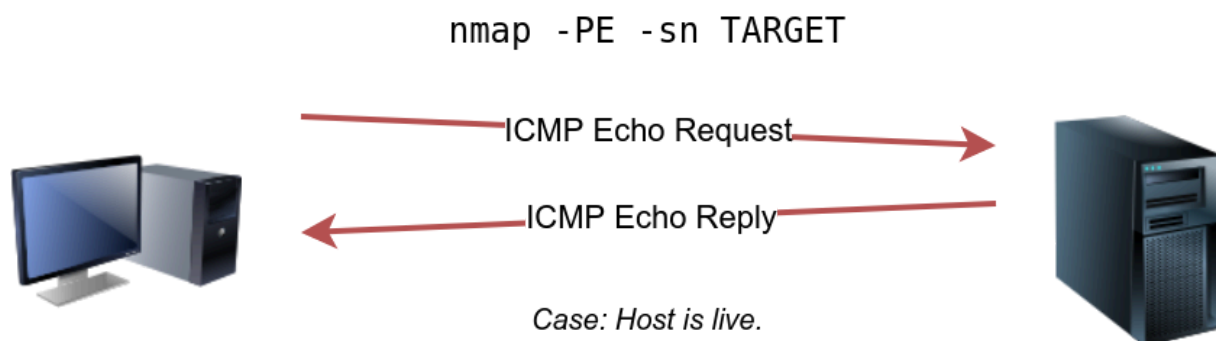 nmap -PE -sn TARGET
ICMP Echo Request
ICMP Echo Reply
Case: Host is live.